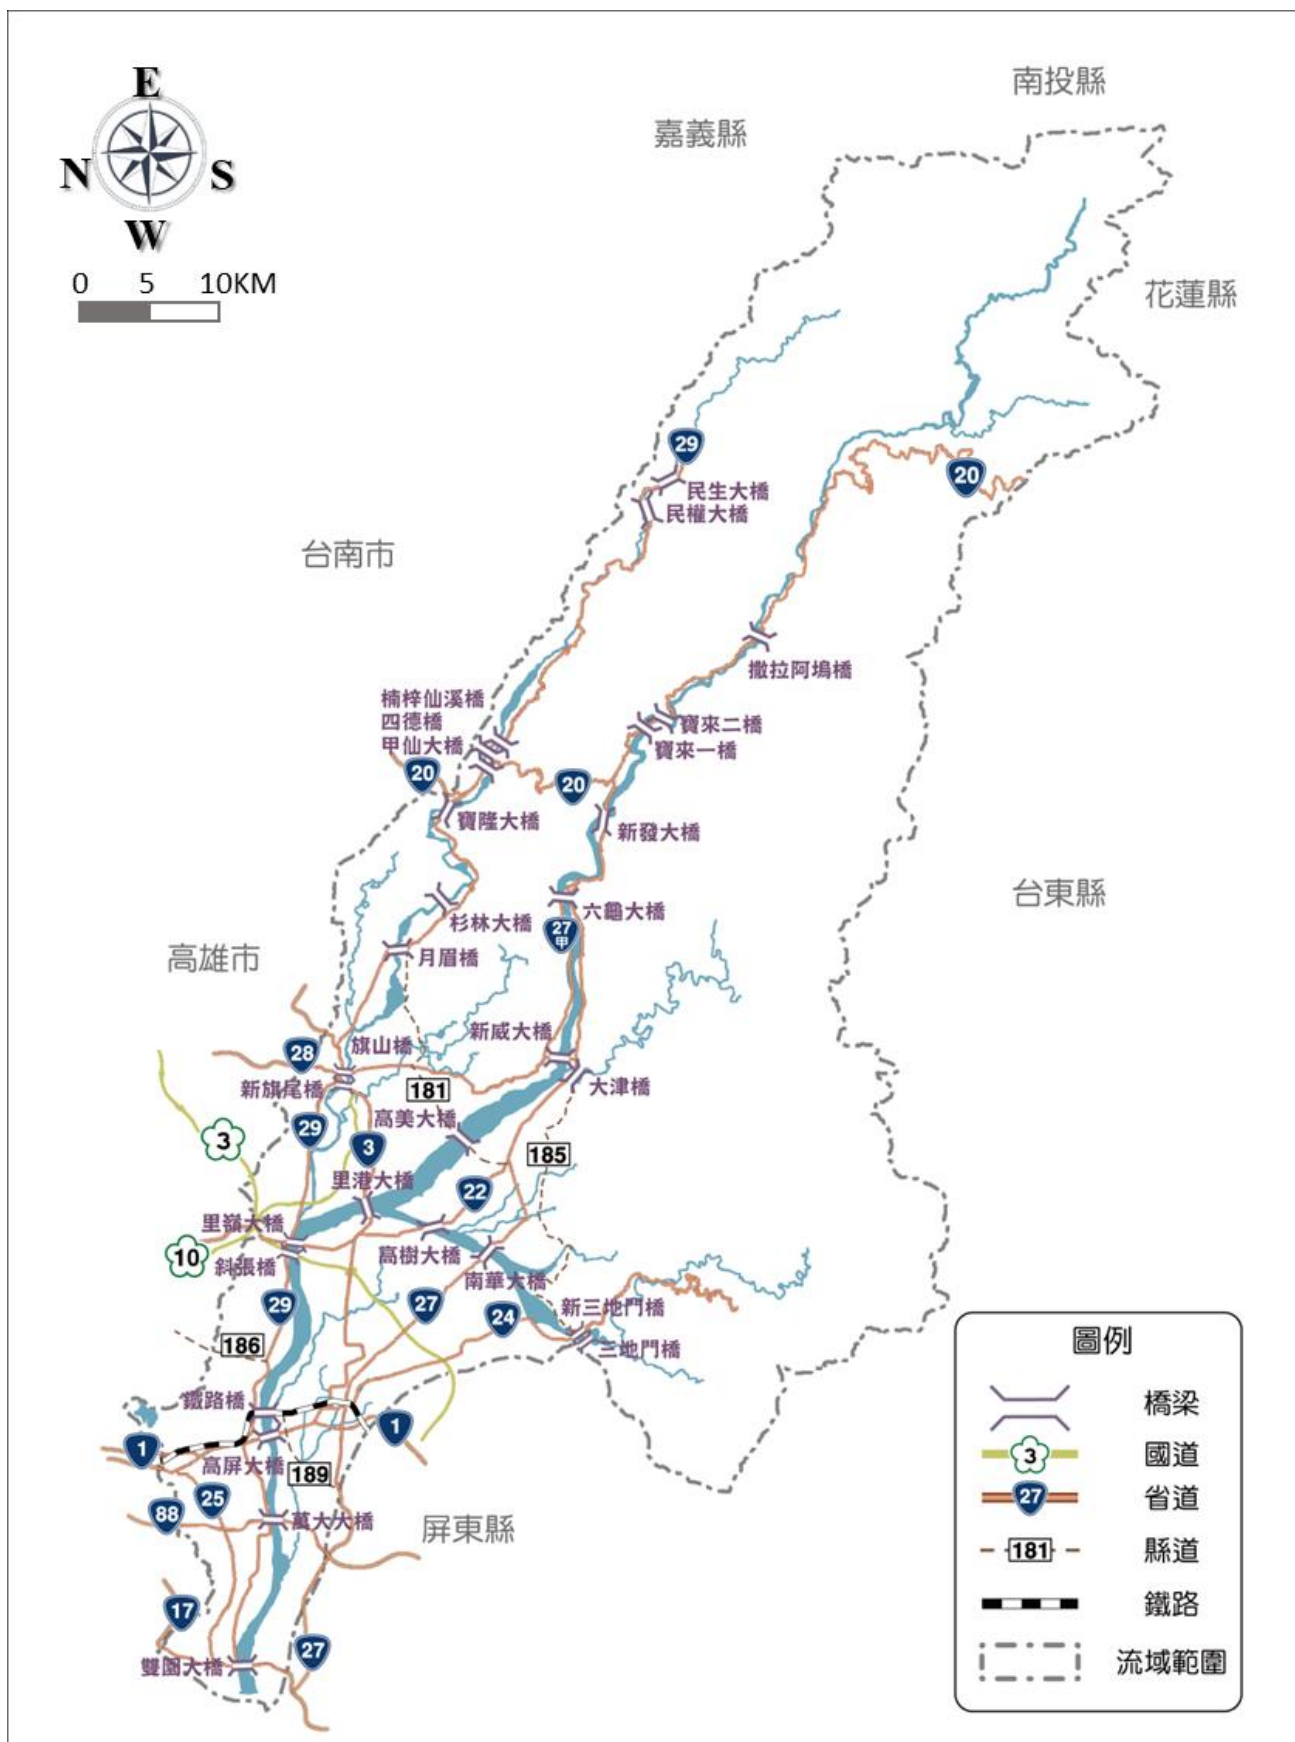 南投縣
E
嘉義縣
N
S
W
0 5 10KM
花蓮縣
29
20
民生大橋
民權大橋
台南市
撒拉阿塢橋
楠梓仙溪橋
四德橋
甲仙大橋
寶來二橋
寶來一橋
20
20
寶隆大橋
新發大橋
台東縣
六龜大橋
杉林大橋
27
甲
月眉橋
高雄市
新威大橋
旗山橋
28
新旗尾橋
181
大津橋
高美大橋
29
3
3
185
里港大橋
22
里嶺大橋
10
斜張橋
高樹大橋
南華大橋
29
27
24
新三地門橋
三地門橋
186
鐵路橋
1
1
高屏大橋
189
25
88
萬大大橋
屏東縣
17
27
雙園大橋
圖例
橋梁
3
國道
27
省道
181
縣道
鐵路
流域範圍